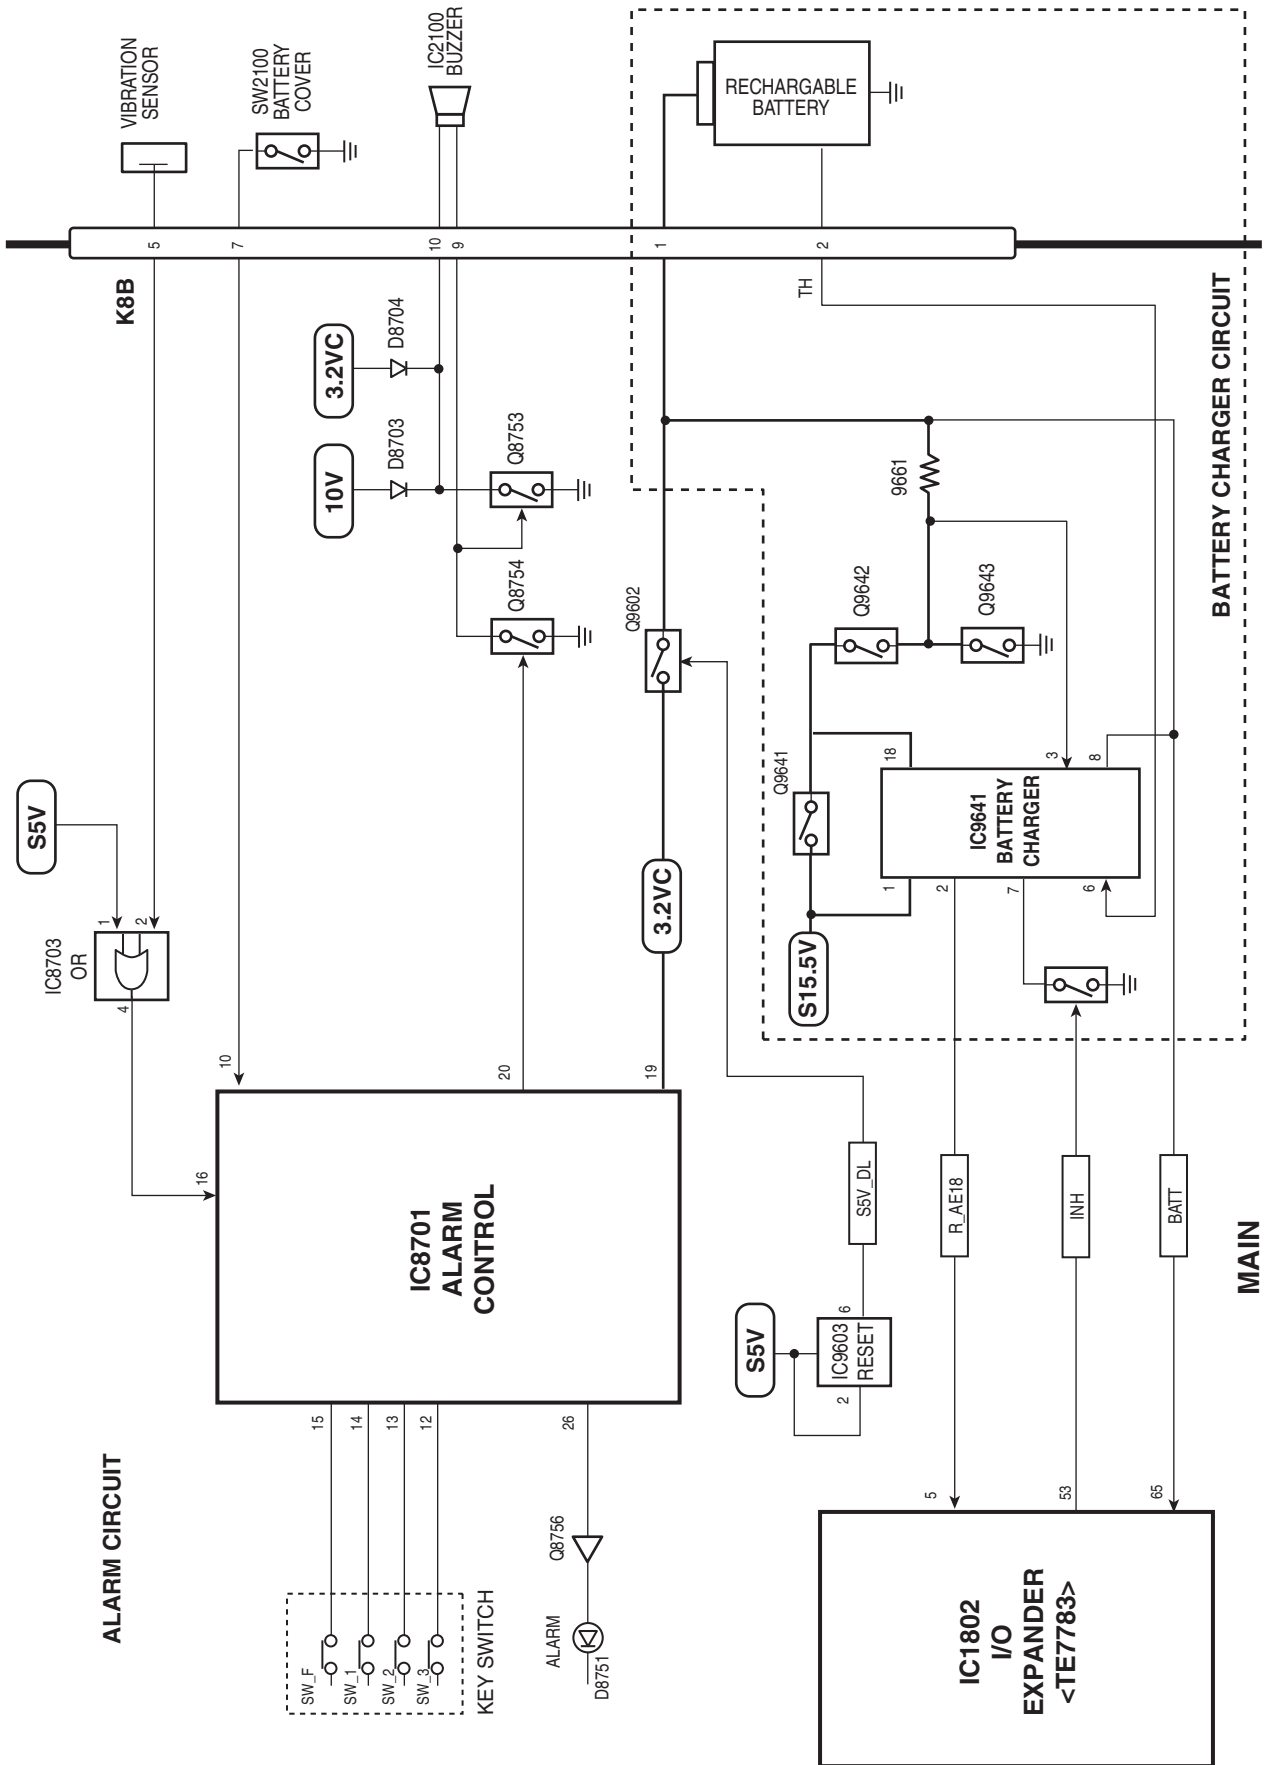 ALARM CIRCUIT
KEY SWITCH
SW_F
SW_1
SW_2
SW_3
15
14
13
12
26
Q8756
ALARM
D8751
IC8701
ALARM
CONTROL
16
10
20
19
IC8703
OR
1
2
4
S5V
K8B
5
7
10
9
1
2
VIBRATION
SENSOR
SW2100
BATTERY
COVER
IC2100
BUZZER
3.2VC
D8704
10V
D8703
Q8753
Q8754
Q9602
3.2VC
RECHARGABLE
BATTERY
TH
9661
Q9642
Q9643
Q9641
S15.5V
IC9641
BATTERY
CHARGER
18
3
8
1
2
7
6
BATTERY CHARGER CIRCUIT
S5V
IC9603
RESET
2
6
S5V_DL
R_AE18
INH
BATT
5
53
65
IC1802
I/O
EXPANDER
<TE7783>
MAIN